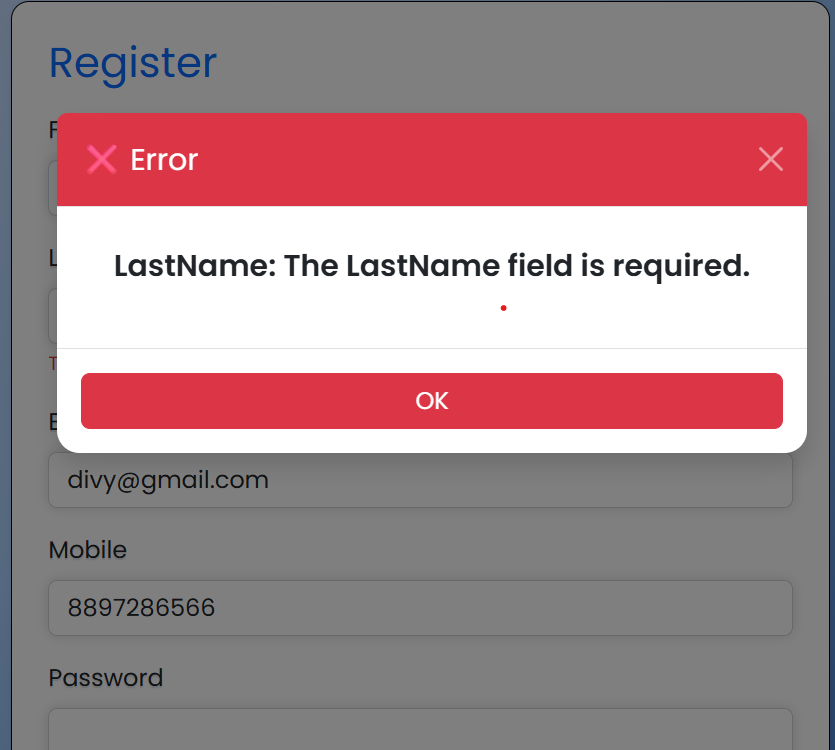 Register
Error
LastName: The LastName field is required.
OK
divy@gmail.com
Mobile
8897286566
Password